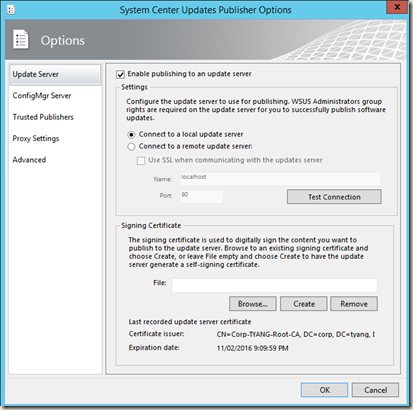 System Center Updates Publisher Options
x
Options
Update Server
ConfigMgr Server
Trusted Publishers
Proxy Settings
Advanced
Enable publishing to an update server
Settings
Configure the update server to use for publishing. WSUS Administrators group
rights are required on the update server for you to successfully publish software
updates.
Connect to a local update server
Connect to a remote update server:
Use SSL when communicating with the updates server
Name: localhost
Port: 80
Test Connection
Signing Certificate
The signing certificate is used to digitally sign the content you want to
publish to the update server. Browse to an existing signing certificate and
choose Create, or leave File empty and choose Create to have the update
server generate a self-signing certificate.
File:
Browse... Create Remove
Last recorded update server certificate
Certificate issuer: CN=Corp-TYANG-Root-CA, DC=corp, DC=tyang, I
Expiration date: 11/02/2016 9:09:59 PM
OK Cancel